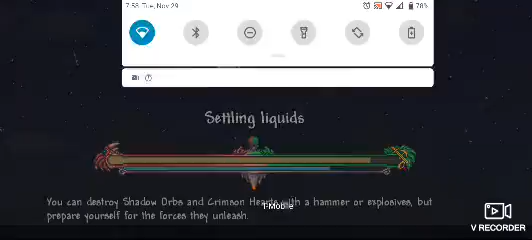 7:58 Tue, Nov 29
78%
Settling liquids
You can destroy Shadow Orbs and Crimson Hearts with a hammer or explosives, but
prepare yourself for the forces they unleash.
T-Mobile
V RECORDER